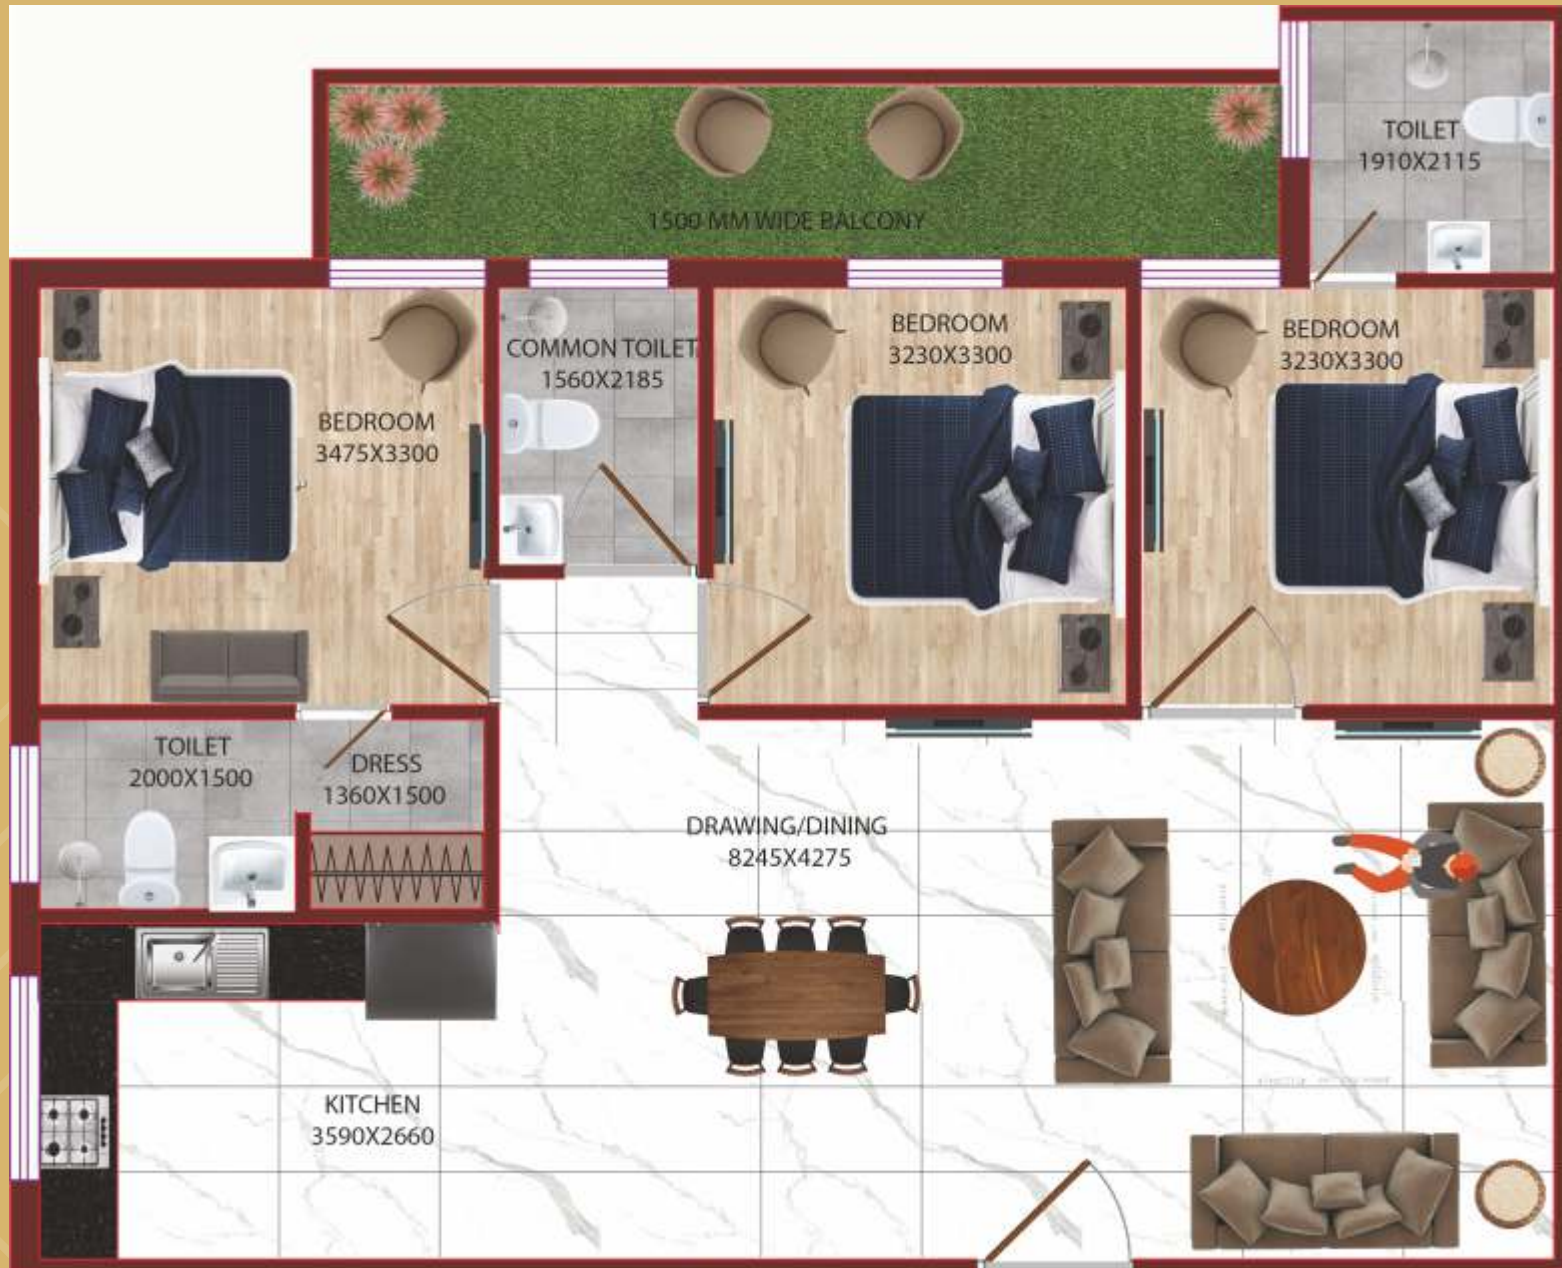 TOILET
1910X2115
1500 MM WIDE BALCONY
BEDROOM
3475X3300
COMMON TOILET
1560X2185
BEDROOM
3230X3300
BEDROOM
3230X3300
TOILET
2000X1500
DRESS
1360X1500
DRAWING/DINING
8245X4275
KITCHEN
3590X2660